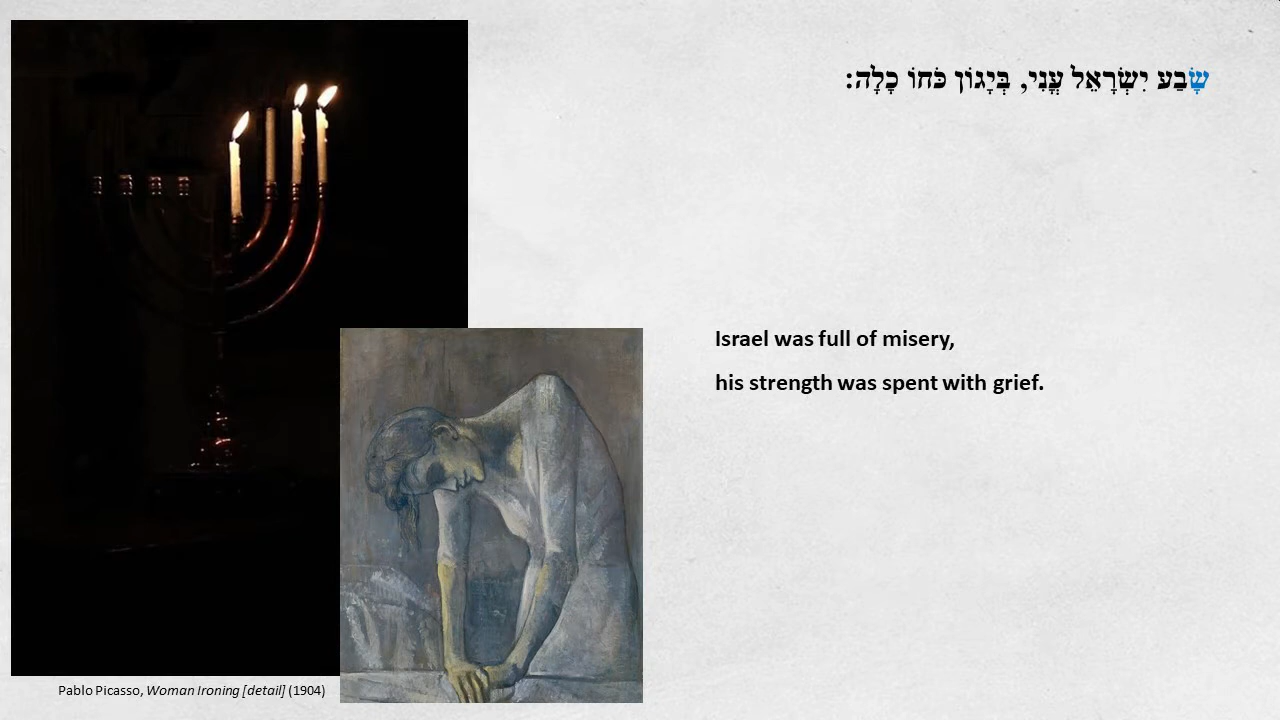 שָׂבַע יִשְׂרָאֵל עֳנִי, בְּיָגוֹן כֹּחוֹ כָלָה:
Israel was full of misery,
his strength was spent with grief.
Pablo Picasso, Woman Ironing [detail] (1904)